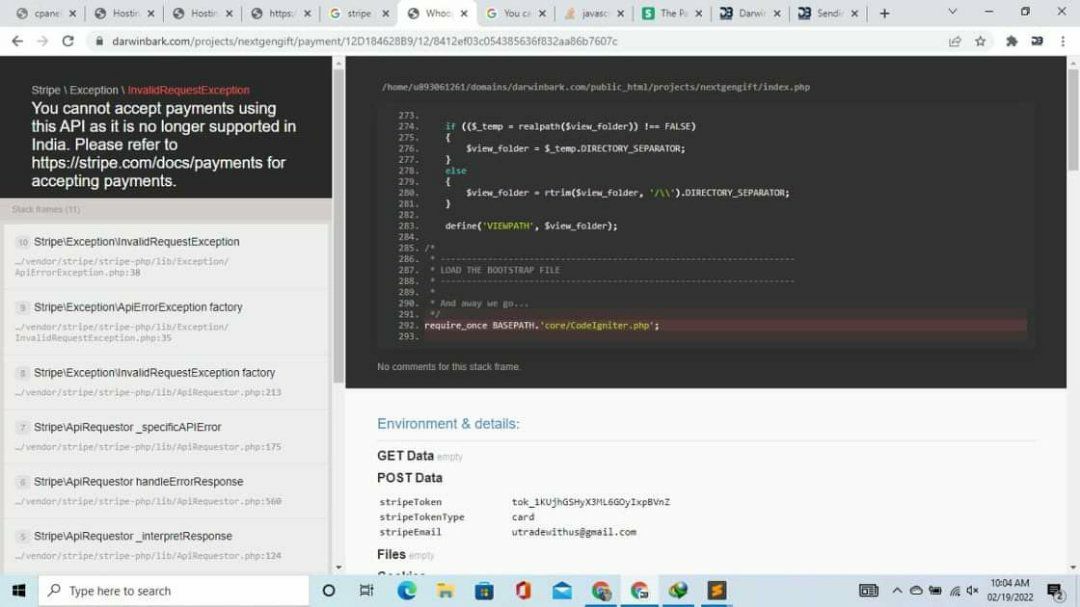 cpane
Hostin
Hostin
https:/
stripe
Whoo
You ca
javasc
The Pa
Darwin
Sendin
darwinbark.com/projects/nextgengift/payment/12D184628B9/12/8412ef03c054385636f832aa86b7607c
Stripe \ Exception \ InvalidRequestException
You cannot accept payments using
this API as it is no longer supported in
India. Please refer to
https://stripe.com/docs/payments for
accepting payments.
Stack frames (11)
10 Stripe\Exception\InvalidRequestException
…/vendor/stripe/stripe-php/lib/Exception/
ApiErrorException.php:38
9 Stripe\Exception\ApiErrorException factory
…/vendor/stripe/stripe-php/lib/Exception/
InvalidRequestException.php:35
8 Stripe\Exception\InvalidRequestException factory
…/vendor/stripe/stripe-php/lib/ApiRequestor.php:213
7 Stripe\ApiRequestor _specificAPIError
…/vendor/stripe/stripe-php/lib/ApiRequestor.php:175
6 Stripe\ApiRequestor handleErrorResponse
…/vendor/stripe/stripe-php/lib/ApiRequestor.php:560
5 Stripe\ApiRequestor _interpretResponse
…/vendor/stripe/stripe-php/lib/ApiRequestor.php:124
/home/u893061261/domains/darwinbark.com/public_html/projects/nextgengift/index.php
273.
274. if (($_temp = realpath($view_folder)) !== FALSE)
275. {
276. $view_folder = $_temp.DIRECTORY_SEPARATOR;
277. }
278. else
279. {
280. $view_folder = rtrim($view_folder, '/\\').DIRECTORY_SEPARATOR;
281. }
282.
283. define('VIEWPATH', $view_folder);
284.
285. /*
286. * --------------------------------------------------------------------
287. * LOAD THE BOOTSTRAP FILE
288. * --------------------------------------------------------------------
289. *
290. * And away we go...
291. */
292. require_once BASEPATH.'core/CodeIgniter.php';
293.
No comments for this stack frame.
Environment & details:
GET Data empty
POST Data
stripeToken tok_1KUjhGSHyX3ML6GOyIxpBVnZ
stripeTokenType card
stripeEmail utradewithus@gmail.com
Files empty
Type here to search
10:04 AM
02/19/2022
2